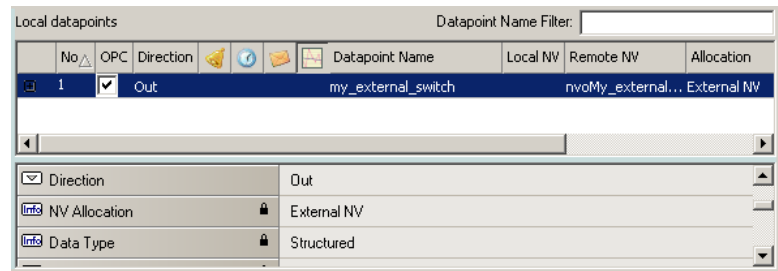 Local datapoints Datapoint Name Filter:
No OPC Direction Datapoint Name Local NV Remote NV Allocation
1 Out my_external_switch nvoMy_external... External NV
Direction Out
Info NV Allocation External NV
Info Data Type Structured